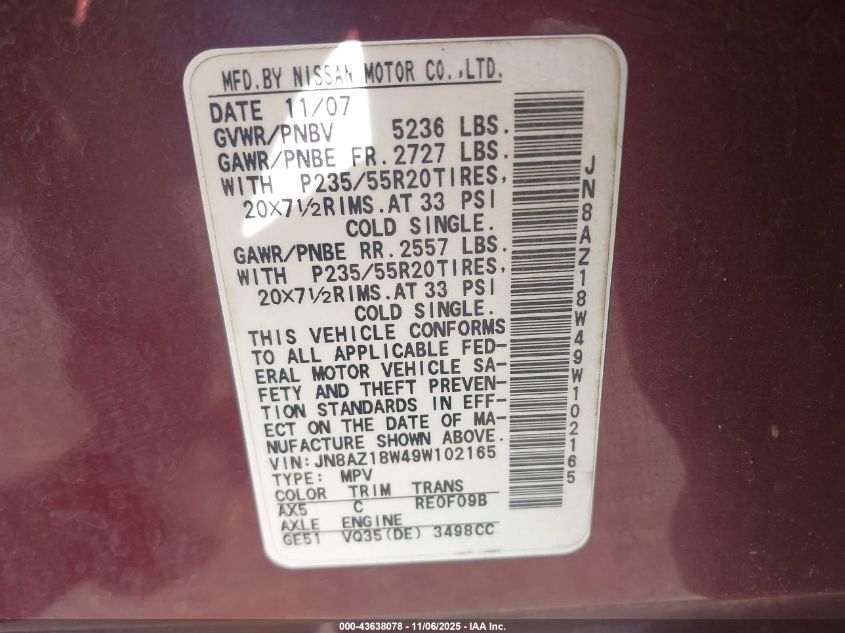 MFD.BY NISSAN MOTOR CO.,LTD.
DATE 11/07
GVWR/PNBV 5236 LBS.
GAWR/PNBE FR.2727 LBS.
WITH P235/55R20TIRES,
20X7½RIMS.AT 33 PSI
COLD SINGLE.
GAWR/PNBE RR.2557 LBS.
WITH P235/55R20TIRES,
20X7½RIMS.AT 33 PSI
COLD SINGLE.
THIS VEHICLE CONFORMS
TO ALL APPLICABLE FED-
ERAL MOTOR VEHICLE SA-
FETY AND THEFT PREVEN-
TION STANDARDS IN EFF-
ECT ON THE DATE OF MA-
NUFACTURE SHOWN ABOVE.
VIN: JN8AZ18W49W102165
TYPE: MPV
COLOR TRIM TRANS
AX5 C RE0F09B
AXLE ENGINE
GE51 VQ35(DE) 3498CC
JN8AZ18W49W102165
000-43638078 - 11/06/2025 - IAA Inc.